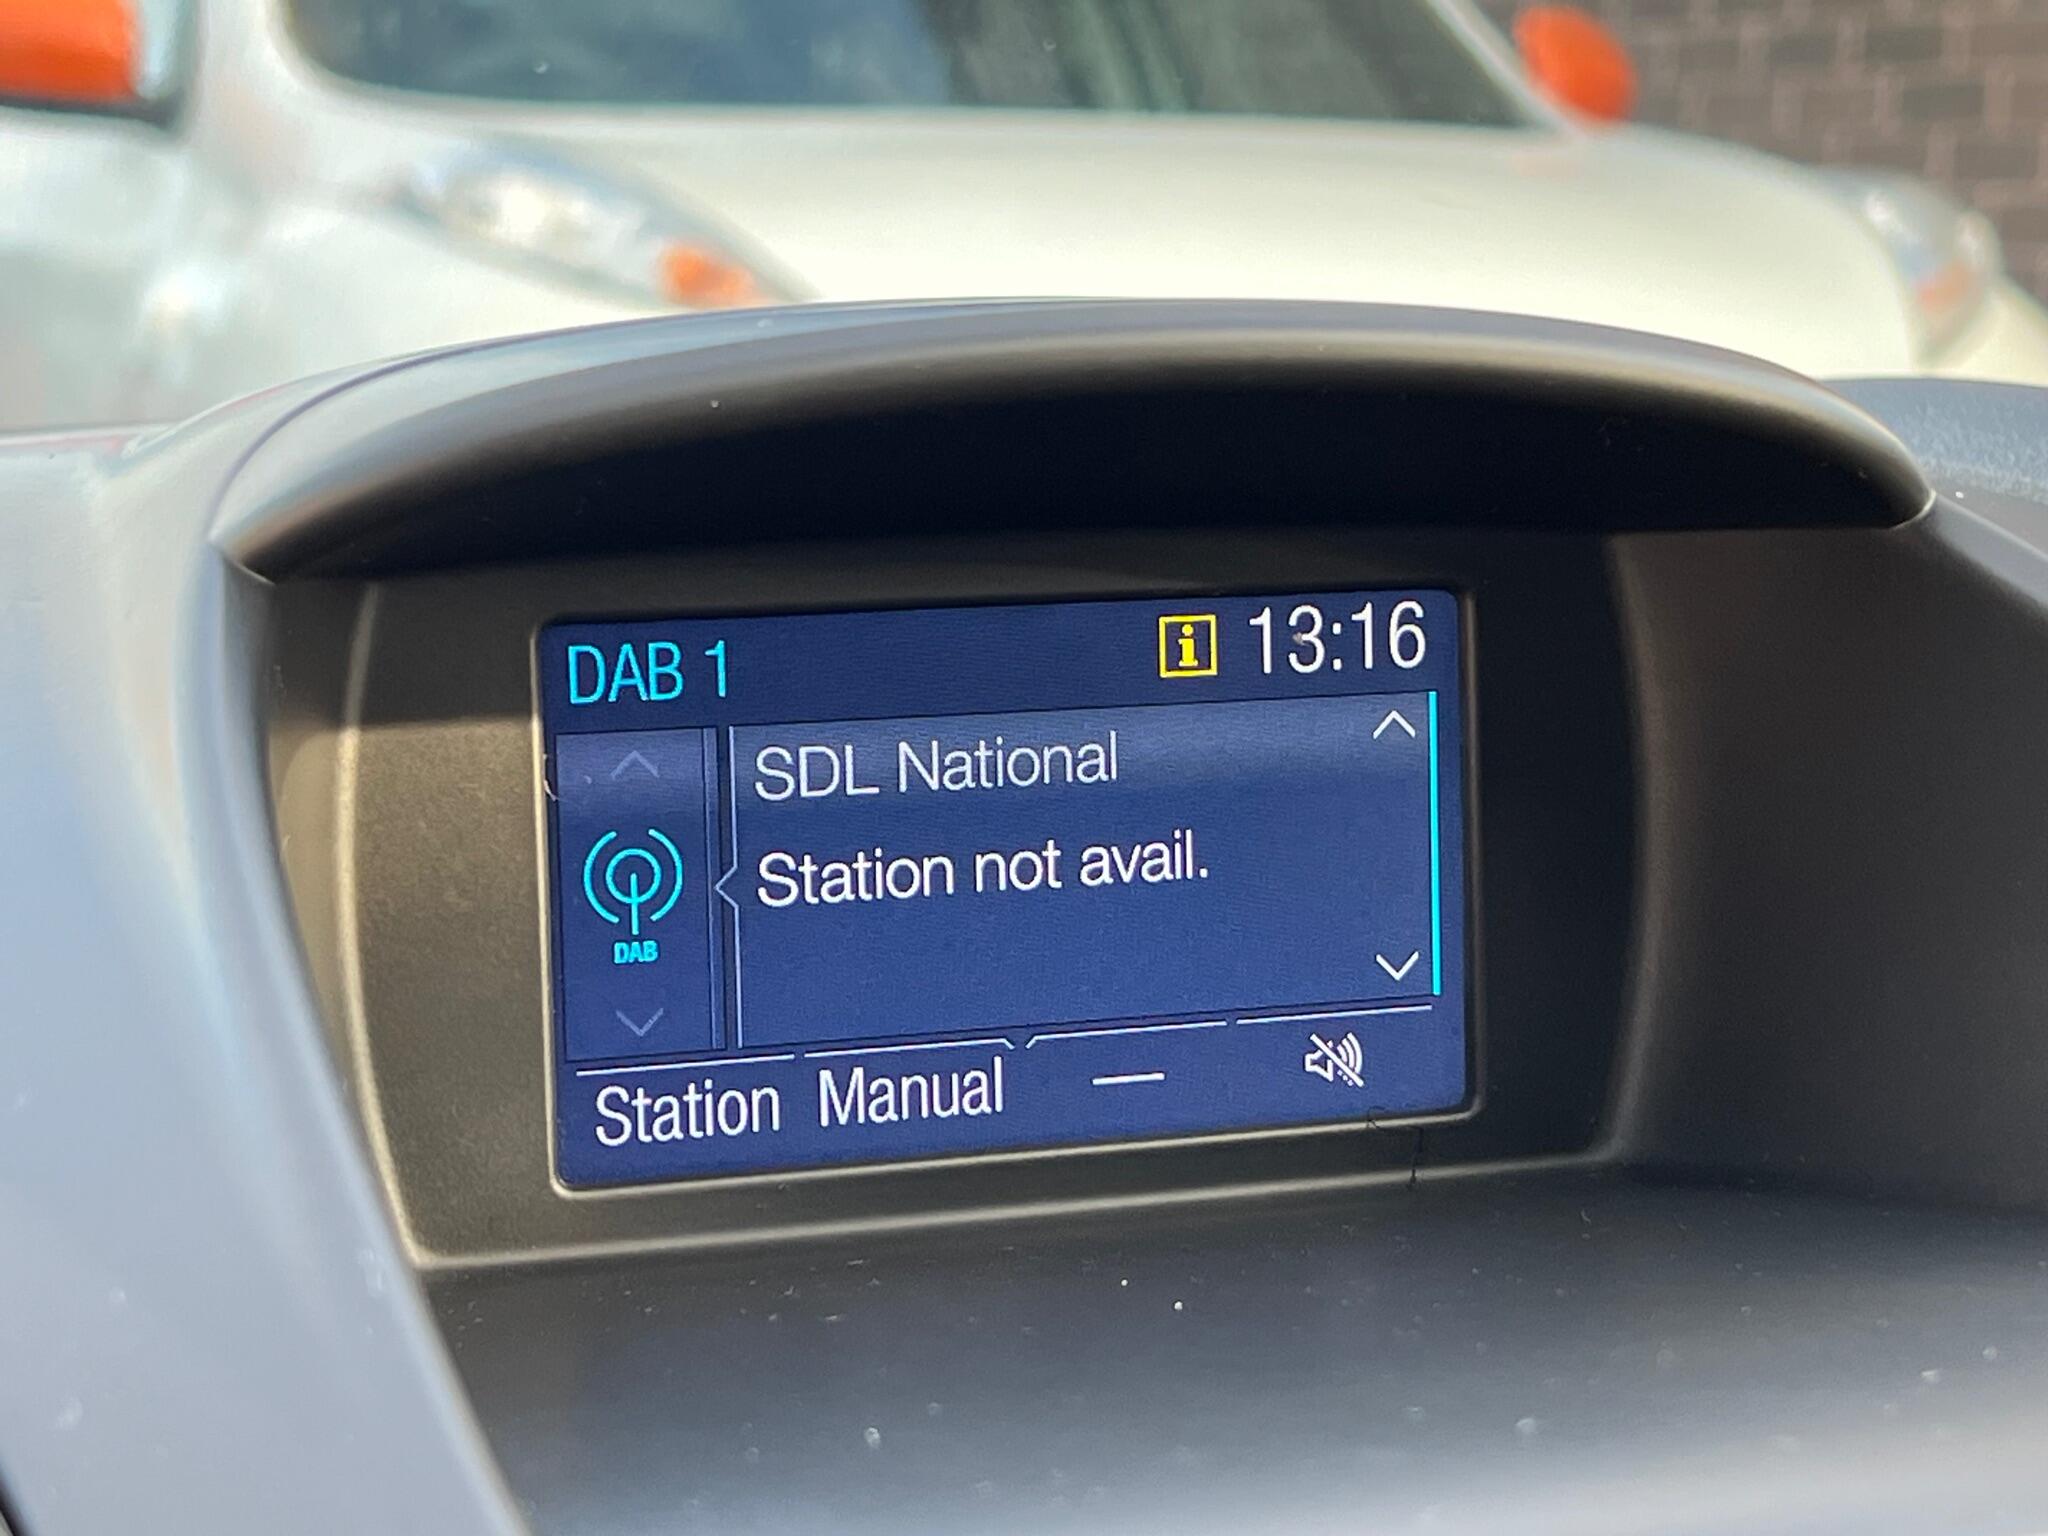 DAB 1 i 13:16
SDL National
Station not avail.
DAB
Station Manual —